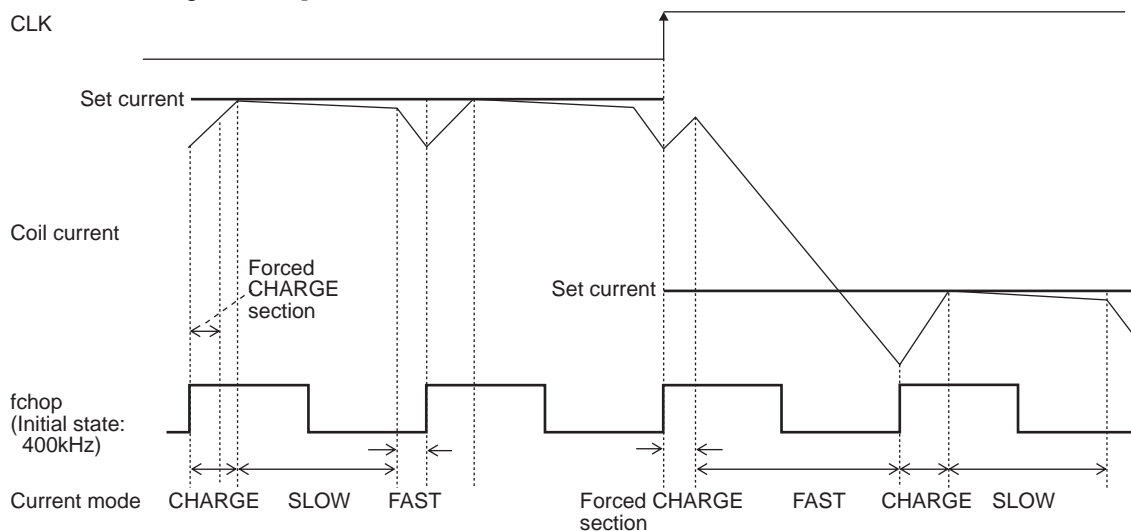 CLK
Set current
Coil current
Forced
CHARGE
section
Set current
fchop
(Initial state:
400kHz)
Current mode
CHARGE
SLOW
FAST
Forced CHARGE
section
FAST
CHARGE
SLOW